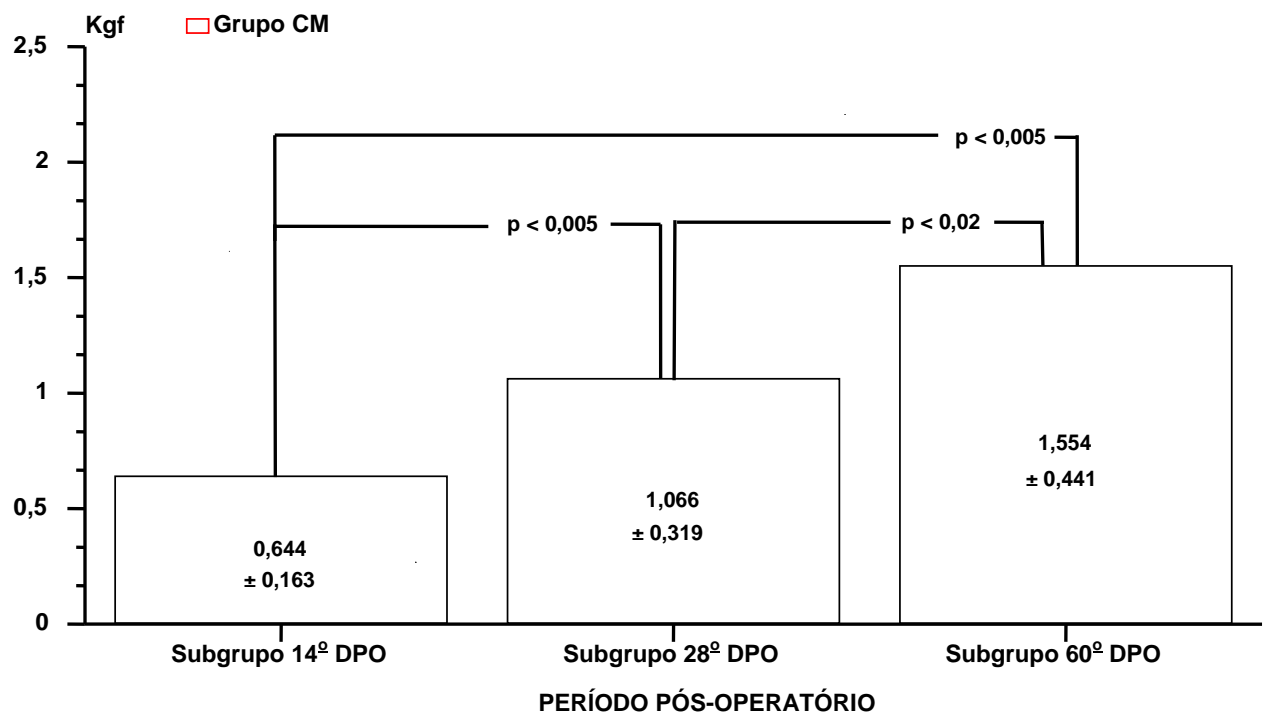 Kgf
Grupo CM
2,5
2
1,5
1
0,5
0
p < 0,005
p < 0,005
p < 0,02
0,644
± 0,163
1,066
± 0,319
1,554
± 0,441
Subgrupo 14º DPO
Subgrupo 28º DPO
Subgrupo 60º DPO
PERÍODO PÓS-OPERATÓRIO